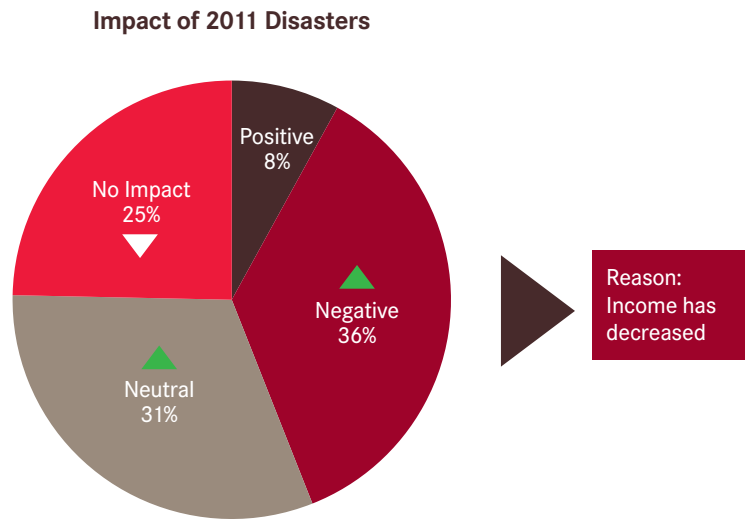 Impact of 2011 Disasters
Positive
8%
No Impact
25%
Negative
36%
Neutral
31%
Reason:
Income has
decreased